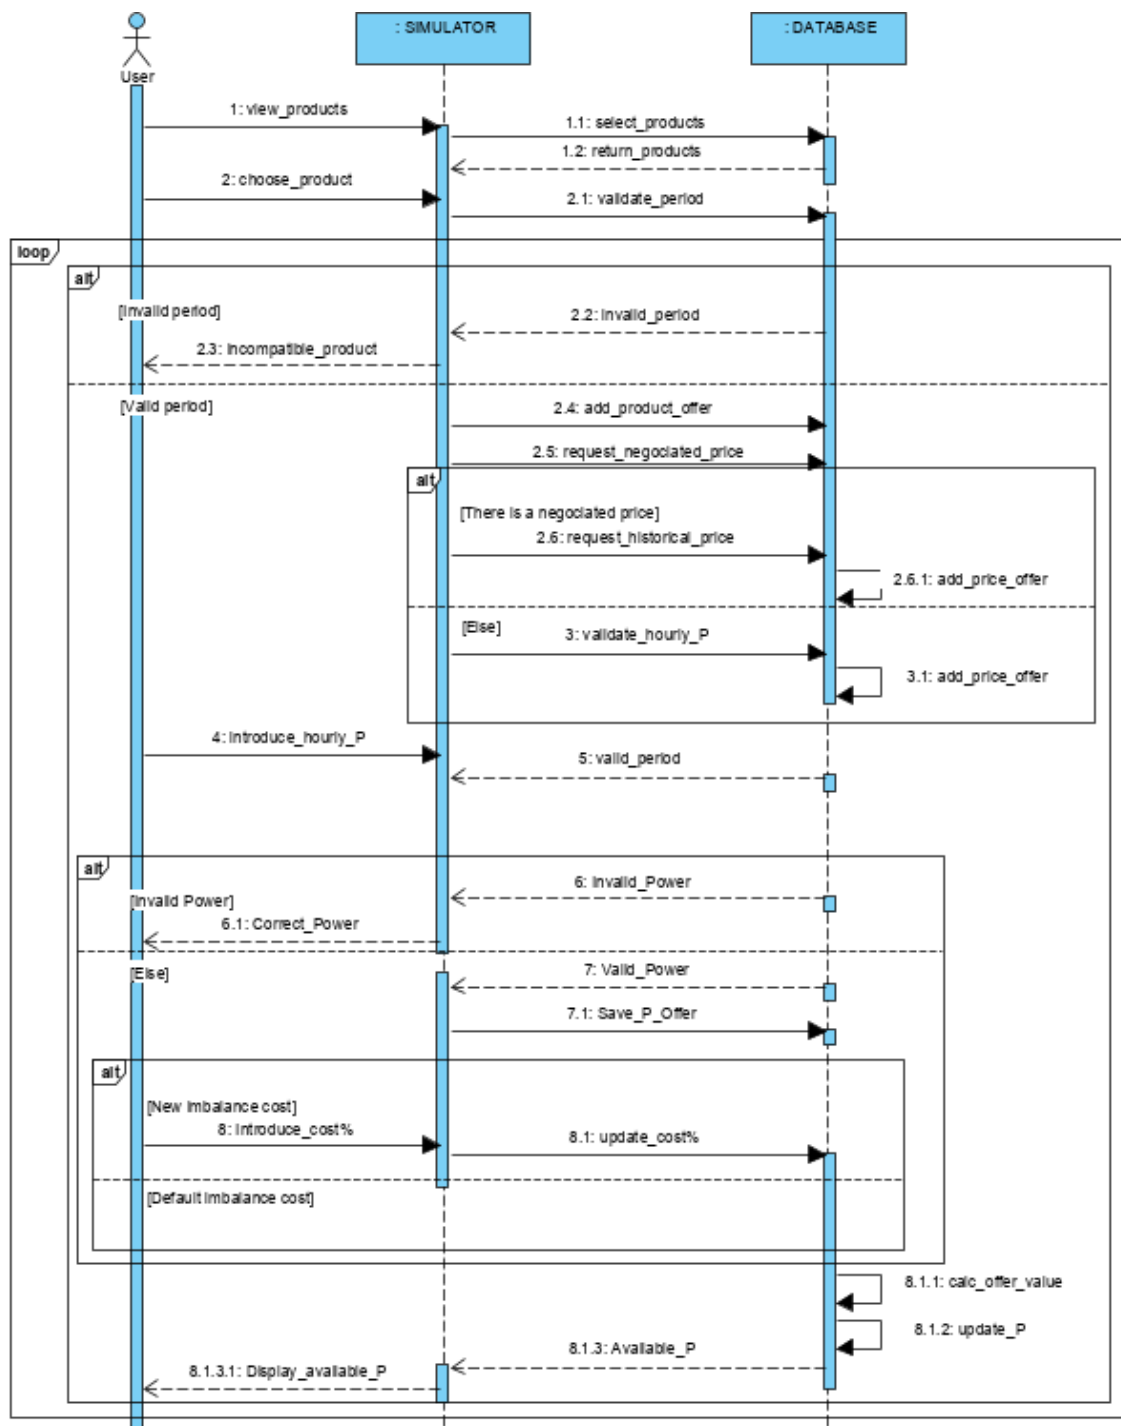 : SIMULATOR
: DATABASE
User
1: view_products
1.1: select_products
1.2: return_products
2: choose_product
2.1: validate_period
loop
alt
[Invalid period]
2.2: Invalid_period
2.3: Incompatible_product
[Valid period]
2.4: add_product_offer
2.5: request_negociated_price
alt
[There is a negociated price]
2.6: request_historical_price
2.6.1: add_price_offer
[Else]
3: validate_hourly_P
3.1: add_price_offer
4: Introduce_hourly_P
5: valid_period
alt
6: Invalid_Power
[Invalid Power]
6.1: Correct_Power
[Else]
7: Valid_Power
7.1: Save_P_Offer
alt
[New Imbalance cost]
8: Introduce_cost%
8.1: update_cost%
[Default Imbalance cost]
8.1.1: calc_offer_value
8.1.2: update_P
8.1.3: Available_P
8.1.3.1: Display_available_P